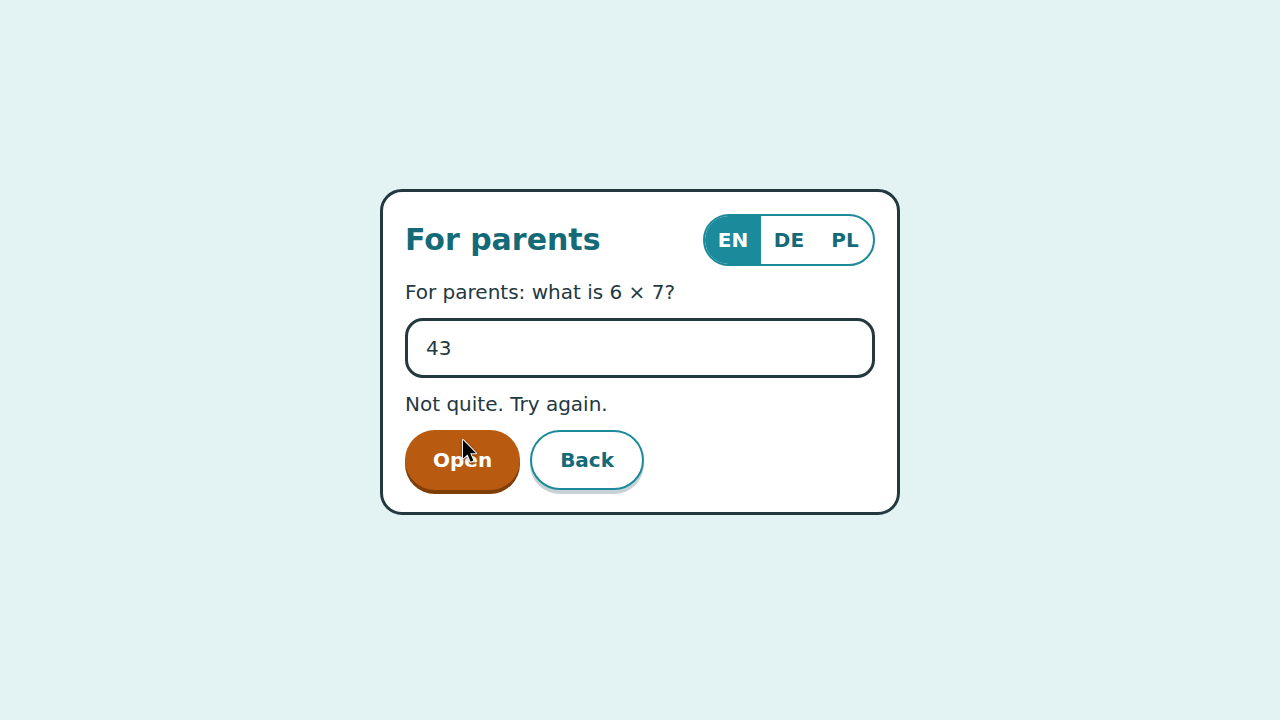 For parents
EN DE PL
For parents: what is 6 × 7?
43
Not quite. Try again.
Open Back